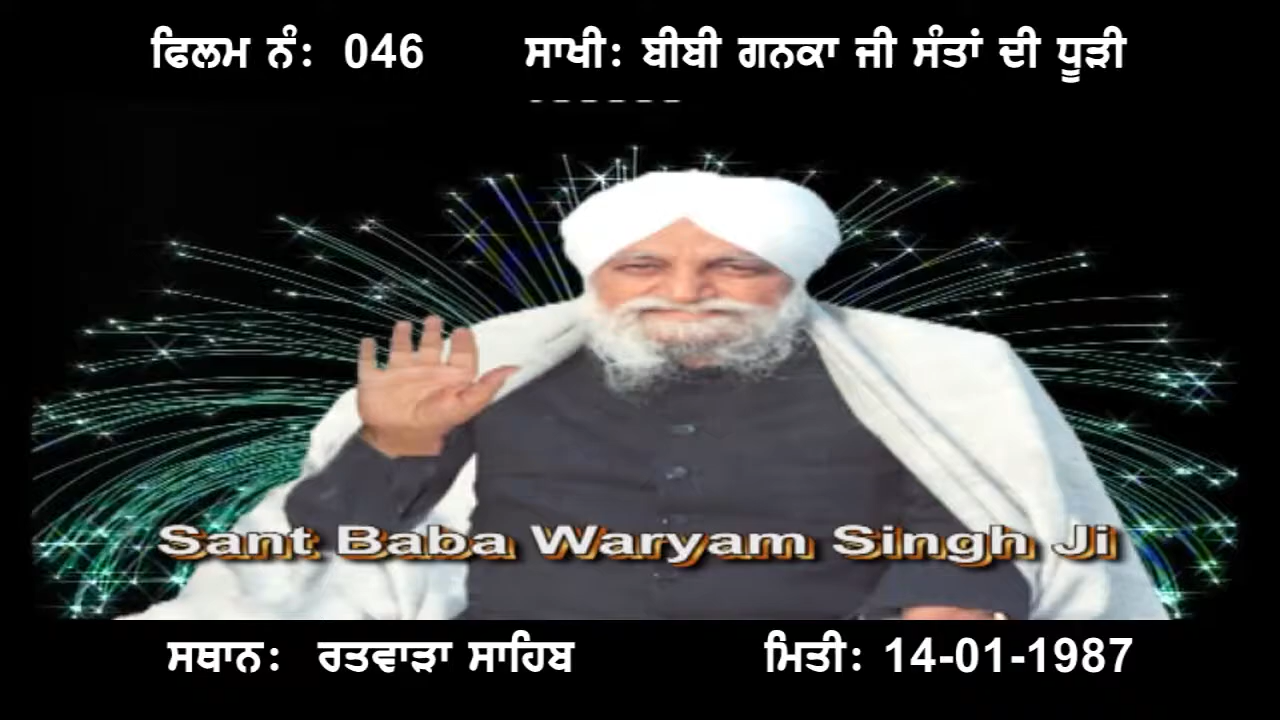 ਫਿਲਮ ਨੰ: 046 ਸਾਖੀ: ਬੀਬੀ ਗਨਕਾ ਜੀ ਸੰਤਾਂ ਦੀ ਧੂੜੀ
Sant Baba Waryam Singh Ji
ਸਥਾਨ: ਰਤਵਾੜਾ ਸਾਹਿਬ ਮਿਤੀ: 14-01-1987